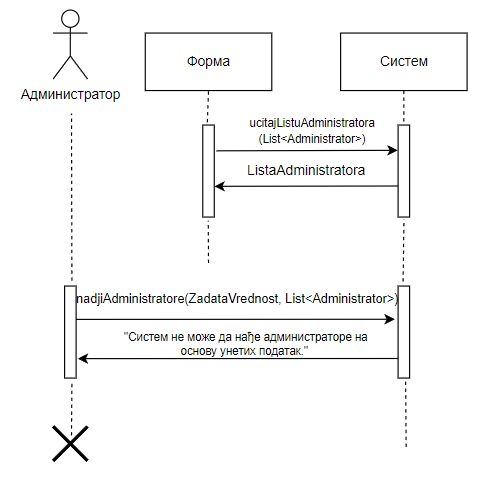 Администратор
Форма
Систем
ucitajListuAdministratora
(List<Administrator>)
ListaAdministratora
nadjiAdministratore(ZadataVrednost, List<Administrator>)
"Систем не може да нађе администраторе на
основу унетих податак."